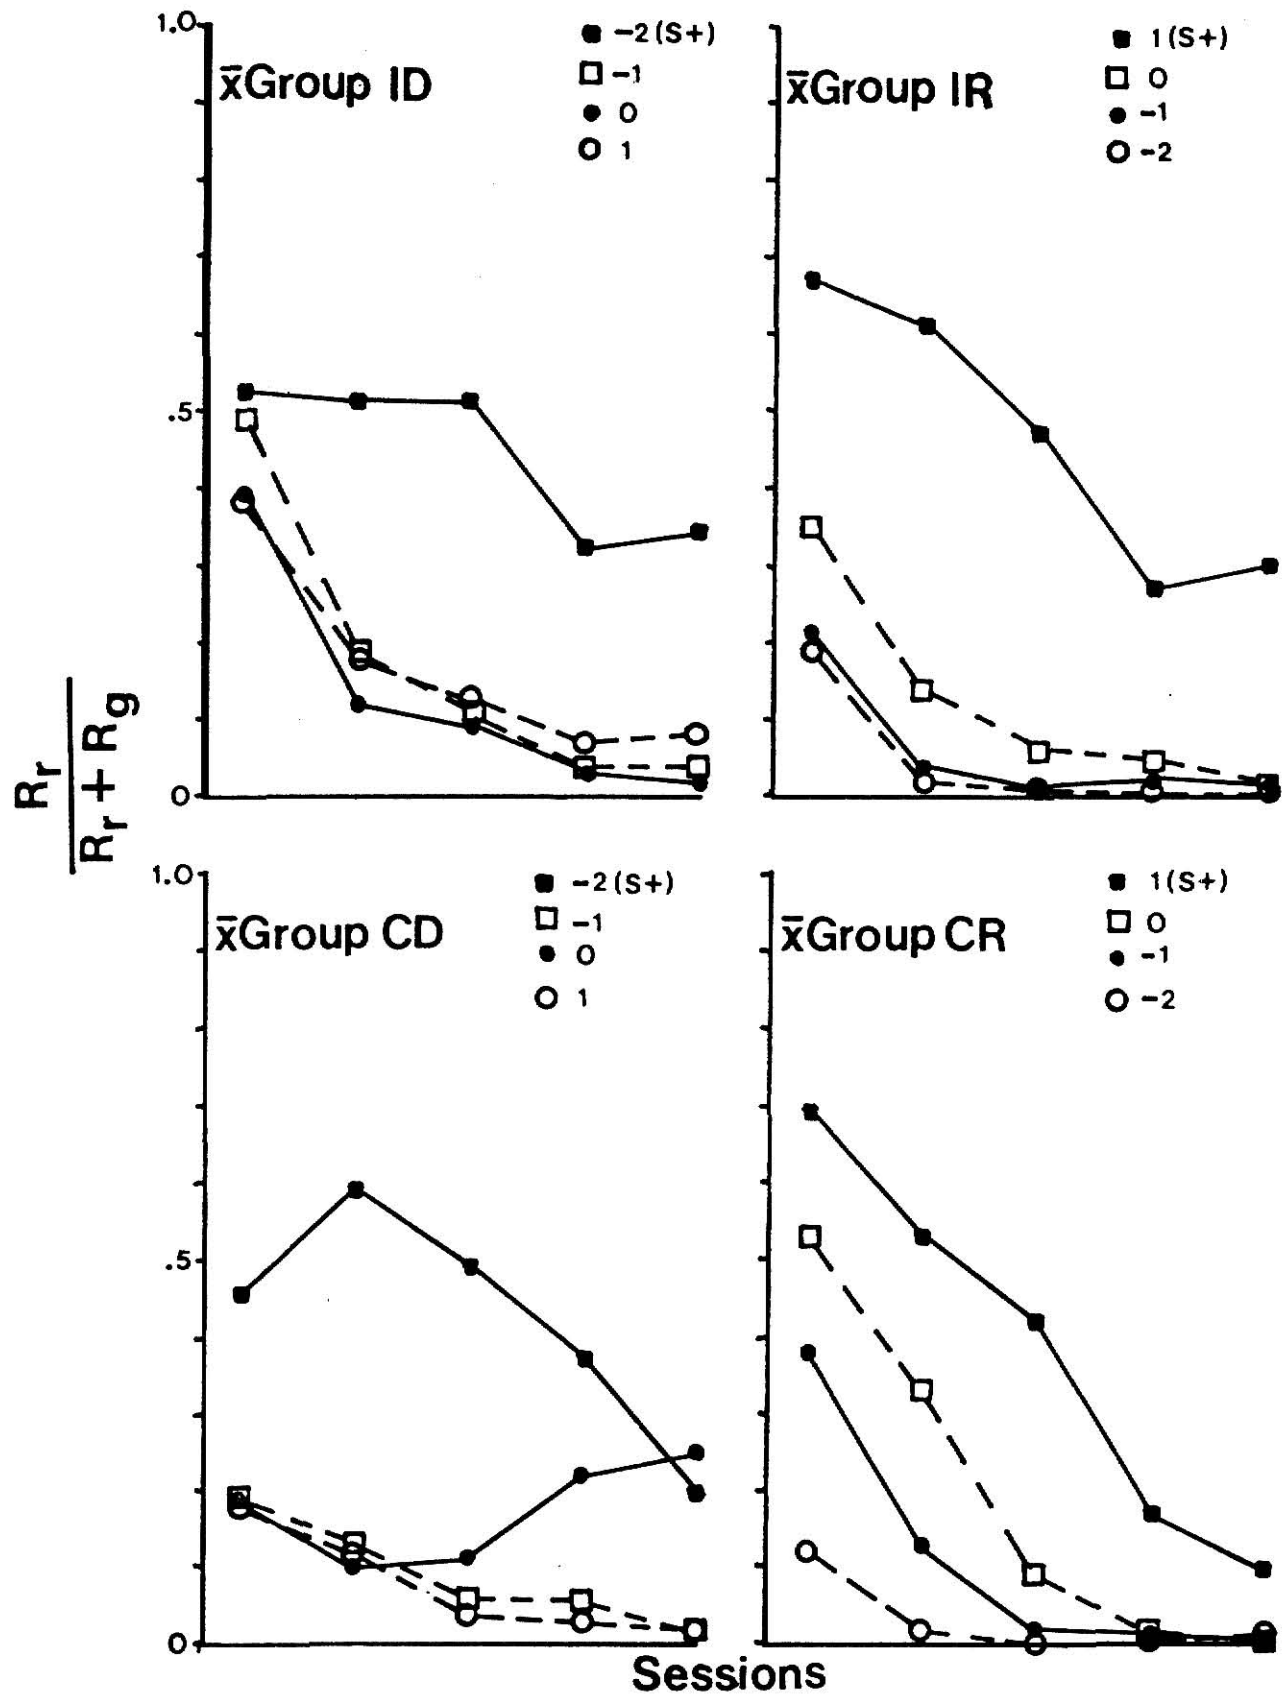 1.0
x̄Group ID
-2(S+)
-1
0
1
.5
0
x̄Group IR
1(S+)
0
-1
-2
Rr
Rr + Rg
1.0
x̄Group CD
-2(S+)
-1
0
1
.5
0
x̄Group CR
1(S+)
0
-1
-2
Sessions